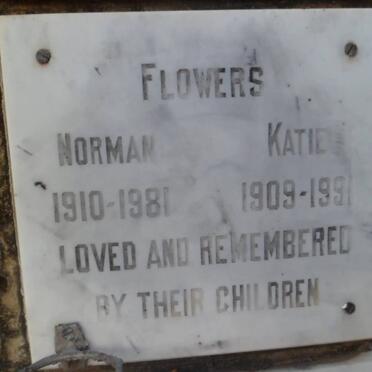 FLOWERS
NORMAN KATIE
1910-1981 1909-1991
LOVED AND REMEMBERED
BY THEIR CHILDREN